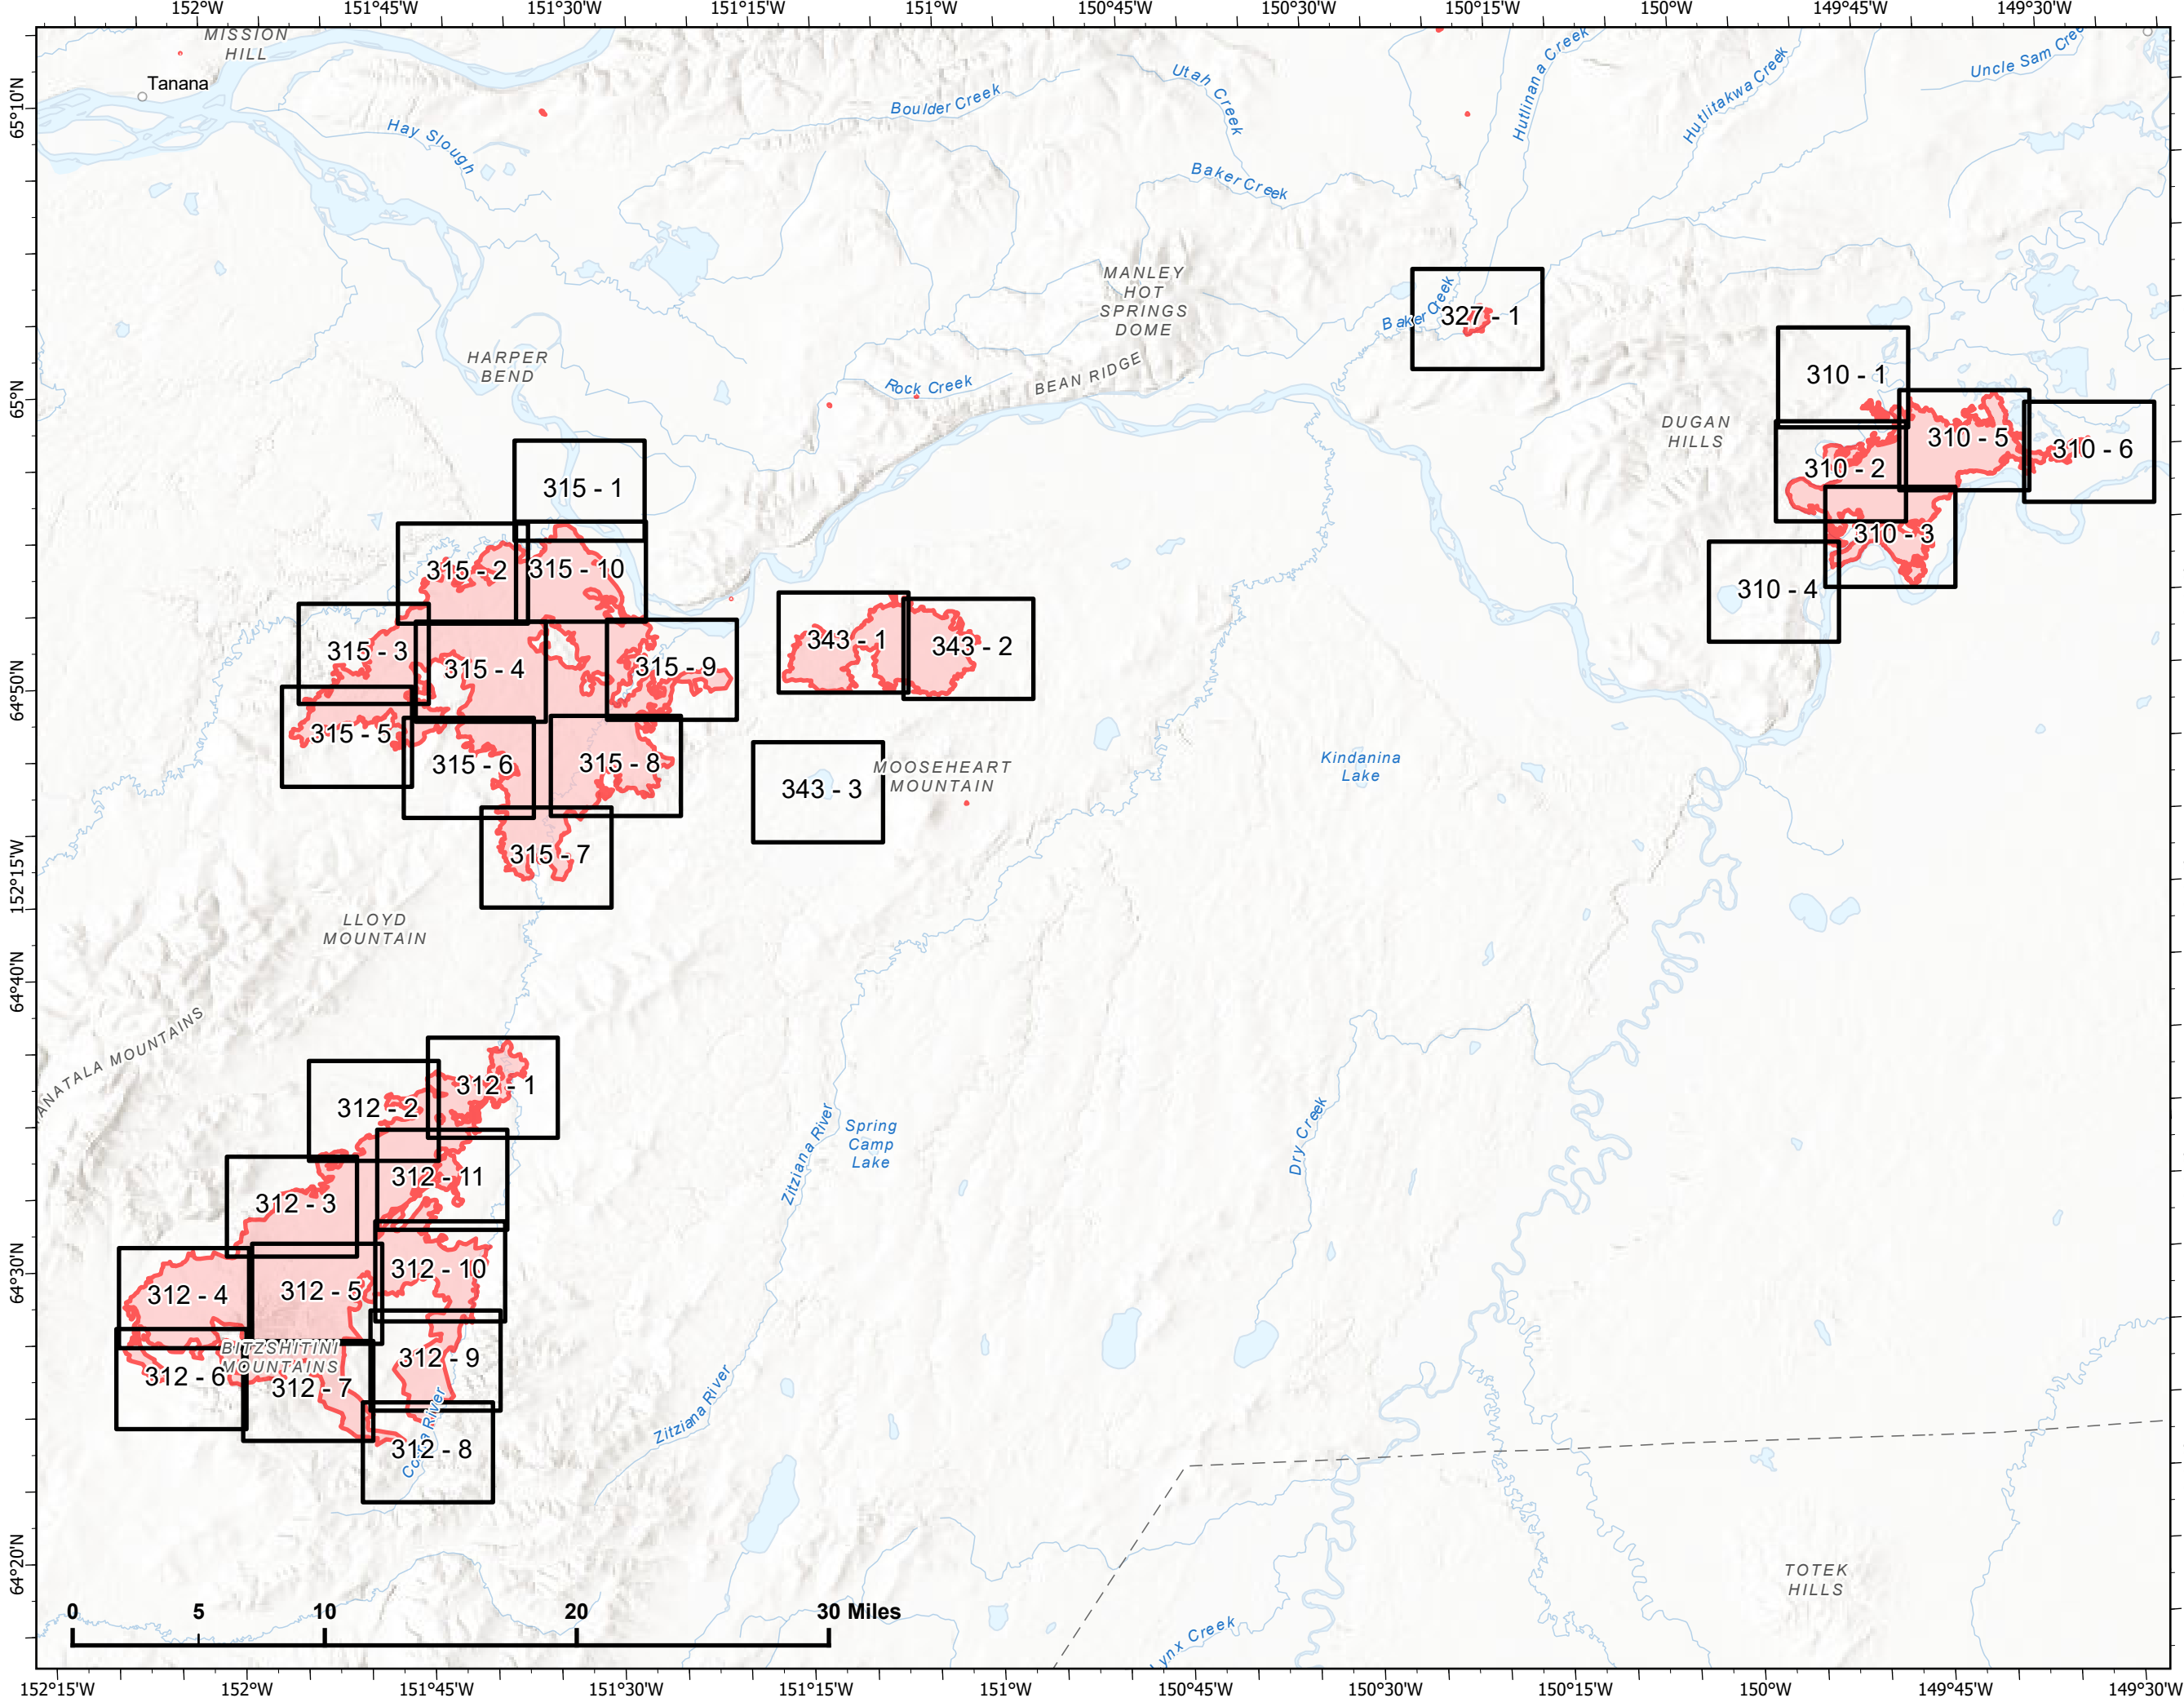 152°W 151°45'W 151°30'W 151°15'W 151°W 150°45'W 150°30'W 150°15'W 150°W 149°45'W 149°30'W
MISSION
HILL
Tanana
65°10'N
Hay Slough
Boulder Creek
Utah Creek
Baker Creek
Hutlinana Creek
Hutlitakwa Creek
Uncle Sam Cree
MANLEY
HOT
SPRINGS
DOME
Baker Creek
327 - 1
HARPER
BEND
Rock Creek
BEAN RIDGE
65°N
310 - 1
DUGAN
HILLS
310 - 5
310 - 6
310 - 2
310 - 3
310 - 4
315 - 1
315 - 2
315 - 10
315 - 3
315 - 4
315 - 9
343 - 1
343 - 2
64°50'N
315 - 5
315 - 6
315 - 8
343 - 3
MOOSEHEART
MOUNTAIN
Kindanina
Lake
315 - 7
152°15'W
LLOYD
MOUNTAIN
64°40'N
ANATALA MOUNTAINS
312 - 1
312 - 2
312 - 11
312 - 3
Zitziana River
Spring
Camp
Lake
Dry Creek
64°30'N
312 - 10
312 - 4
312 - 5
BITZSHITINI
MOUNTAINS
312 - 9
312 - 6
312 - 7
Zitziana River
River
312 - 8
64°20'N
TOTEK
HILLS
0 5 10 20 30 Miles
Lynx Creek
152°15'W 152°W 151°45'W 151°30'W 151°15'W 151°W 150°45'W 150°30'W 150°15'W 150°W 149°45'W 149°30'W